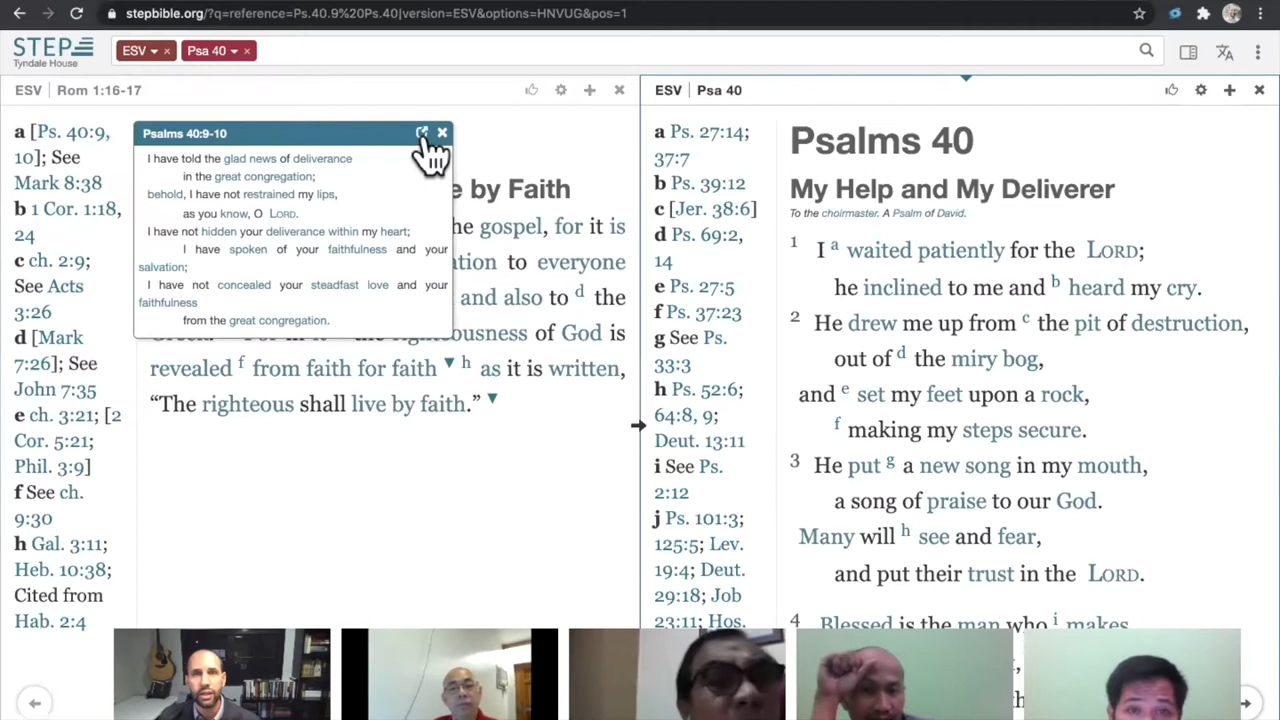 stepbible.org/?q=reference=Ps.40.9%20Ps.40|version=ESV&options=HNVUG&pos=1
STEP
Tyndale House
ESV Psa 40
ESV | Rom 1:16-17
a [Ps. 40:9,
10]; See
Mark 8:38
b 1 Cor. 1:18,
24
c ch. 2:9;
See Acts
3:26
d [Mark
7:26]; See
John 7:35
e ch. 3:21; [2
Cor. 5:21;
Phil. 3:9]
f See ch.
9:30
h Gal. 3:11;
Heb. 10:38;
Cited from
Hab. 2:4
Psalms 40:9-10
I have told the glad news of deliverance
in the great congregation;
behold, I have not restrained my lips,
as you know, O LORD.
I have not hidden your deliverance within my heart;
I have spoken of your faithfulness and your
salvation;
I have not concealed your steadfast love and your
faithfulness
from the great congregation.
e by Faith
he gospel, for it is
ation to everyone
and also to d the
ousness of God is
revealed f from faith for faith h as it is written,
“The righteous shall live by faith.”
ESV | Psa 40
a Ps. 27:14;
37:7
b Ps. 39:12
c [Jer. 38:6]
d Ps. 69:2,
14
e Ps. 27:5
f Ps. 37:23
g See Ps.
33:3
h Ps. 52:6;
64:8, 9;
Deut. 13:11
i See Ps.
2:12
j Ps. 101:3;
125:5; Lev.
19:4; Deut.
29:18; Job
23:11; Hos.
Psalms 40
My Help and My Deliverer
To the choirmaster. A Psalm of David.
1 I a waited patiently for the LORD;
he inclined to me and b heard my cry.
2 He drew me up from c the pit of destruction,
out of d the miry bog,
and e set my feet upon a rock,
f making my steps secure.
3 He put g a new song in my mouth,
a song of praise to our God.
Many will h see and fear,
and put their trust in the LORD.
4 Blessed is the man who i makes